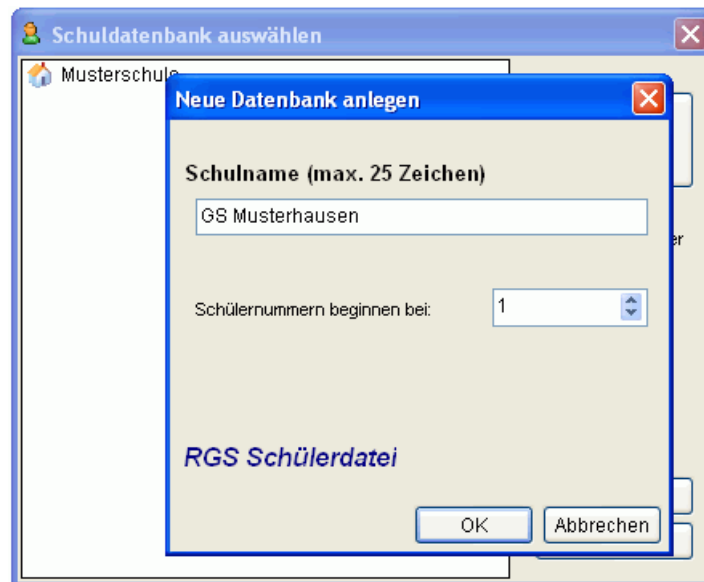 Schuldatenbank auswählen
Musterschule
Neue Datenbank anlegen
Schulname (max. 25 Zeichen)
GS Musterhausen
Schülernummern beginnen bei:
1
RGS Schülerdatei
OK
Abbrechen